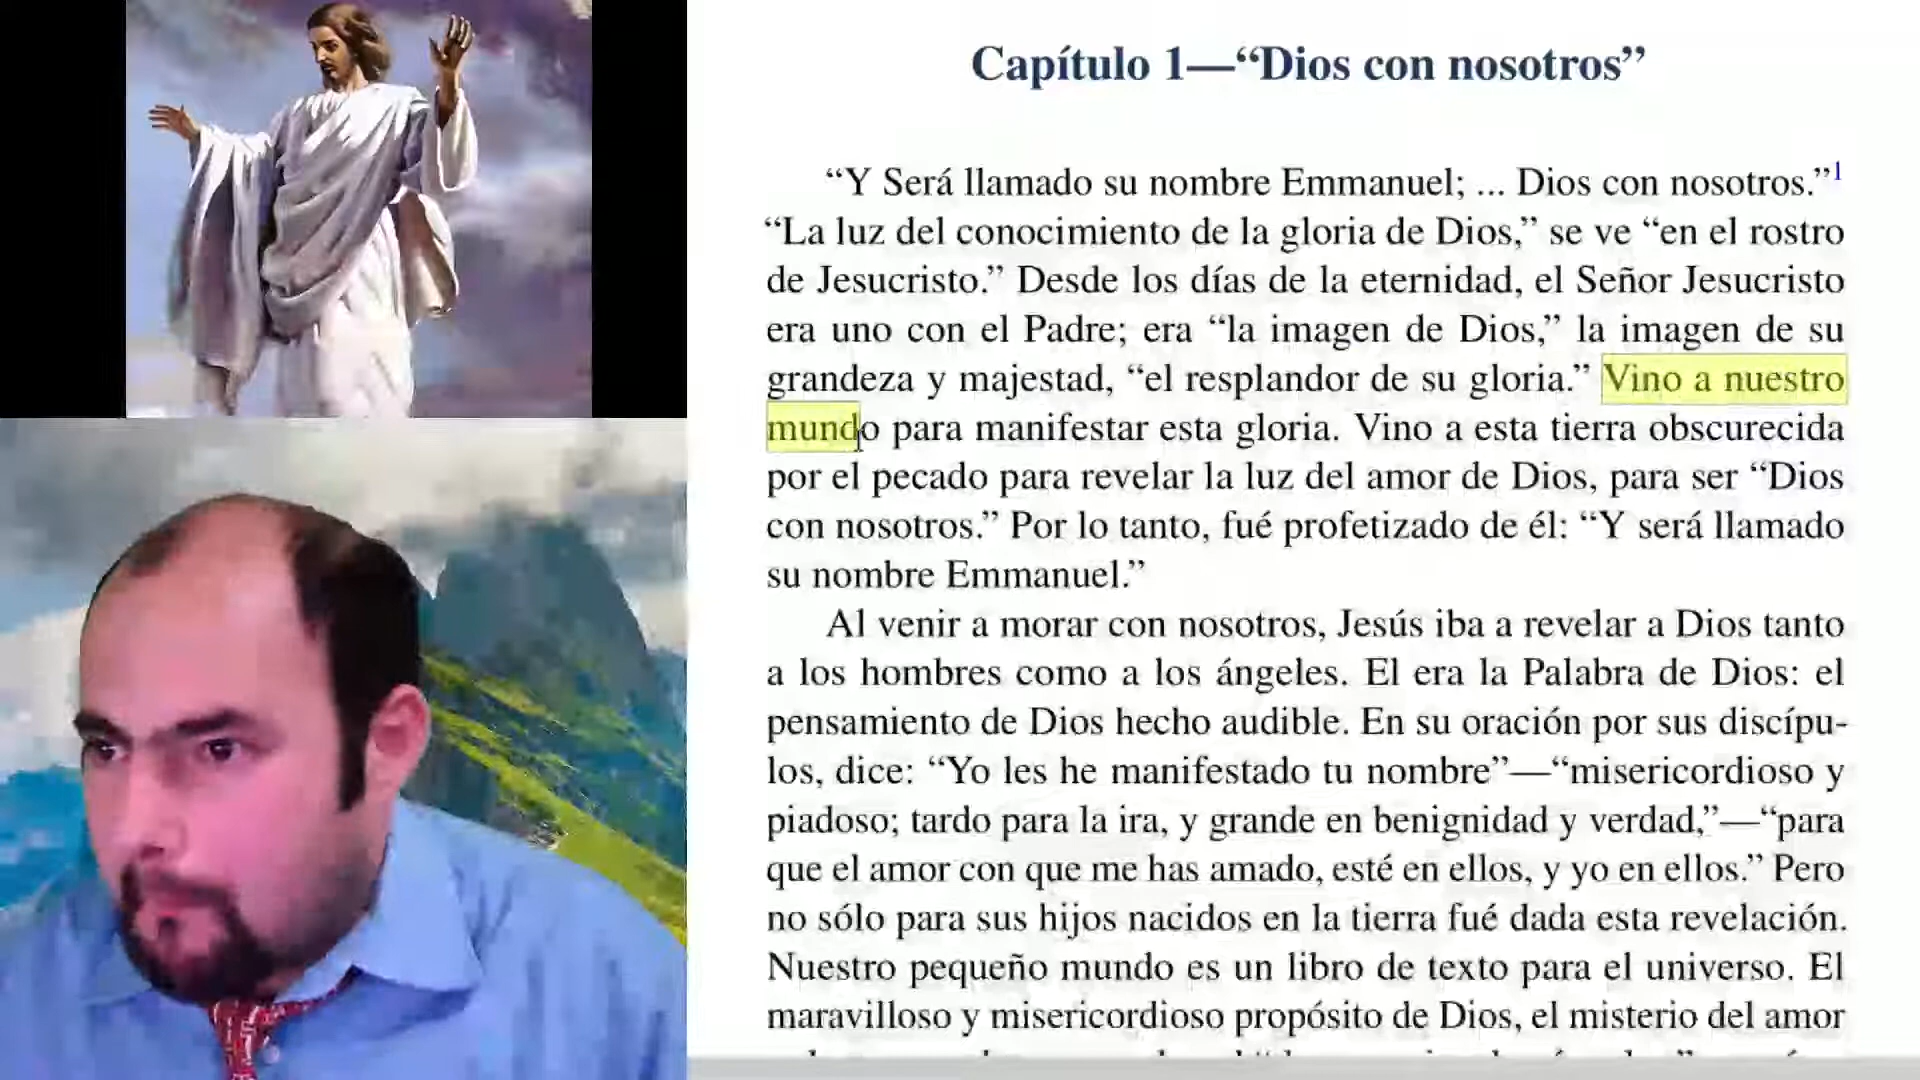 Capítulo 1—“Dios con nosotros”
“Y Será llamado su nombre Emmanuel; ... Dios con nosotros.”1
“La luz del conocimiento de la gloria de Dios,” se ve “en el rostro
de Jesucristo.” Desde los días de la eternidad, el Señor Jesucristo
era uno con el Padre; era “la imagen de Dios,” la imagen de su
grandeza y majestad, “el resplandor de su gloria.” Vino a nuestro
mundo para manifestar esta gloria. Vino a esta tierra obscurecida
por el pecado para revelar la luz del amor de Dios, para ser “Dios
con nosotros.” Por lo tanto, fué profetizado de él: “Y será llamado
su nombre Emmanuel.”
Al venir a morar con nosotros, Jesús iba a revelar a Dios tanto
a los hombres como a los ángeles. El era la Palabra de Dios: el
pensamiento de Dios hecho audible. En su oración por sus discípu-
los, dice: “Yo les he manifestado tu nombre”—“misericordioso y
piadoso; tardo para la ira, y grande en benignidad y verdad,”—“para
que el amor con que me has amado, esté en ellos, y yo en ellos.” Pero
no sólo para sus hijos nacidos en la tierra fué dada esta revelación.
Nuestro pequeño mundo es un libro de texto para el universo. El
maravilloso y misericordioso propósito de Dios, el misterio del amor